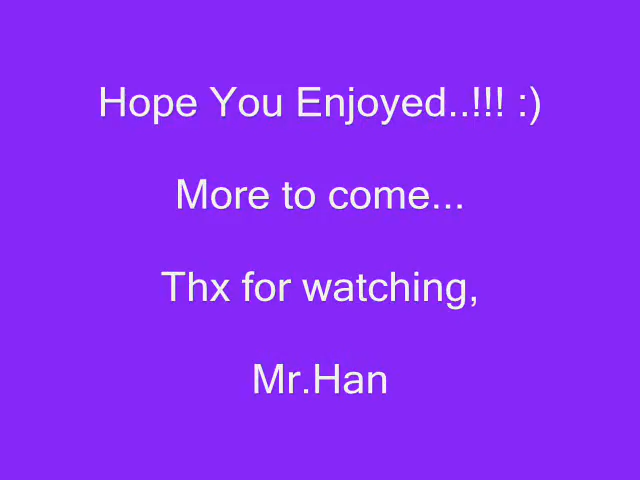 Hope You Enjoyed..!!! :)
More to come...
Thx for watching,
Mr.Han